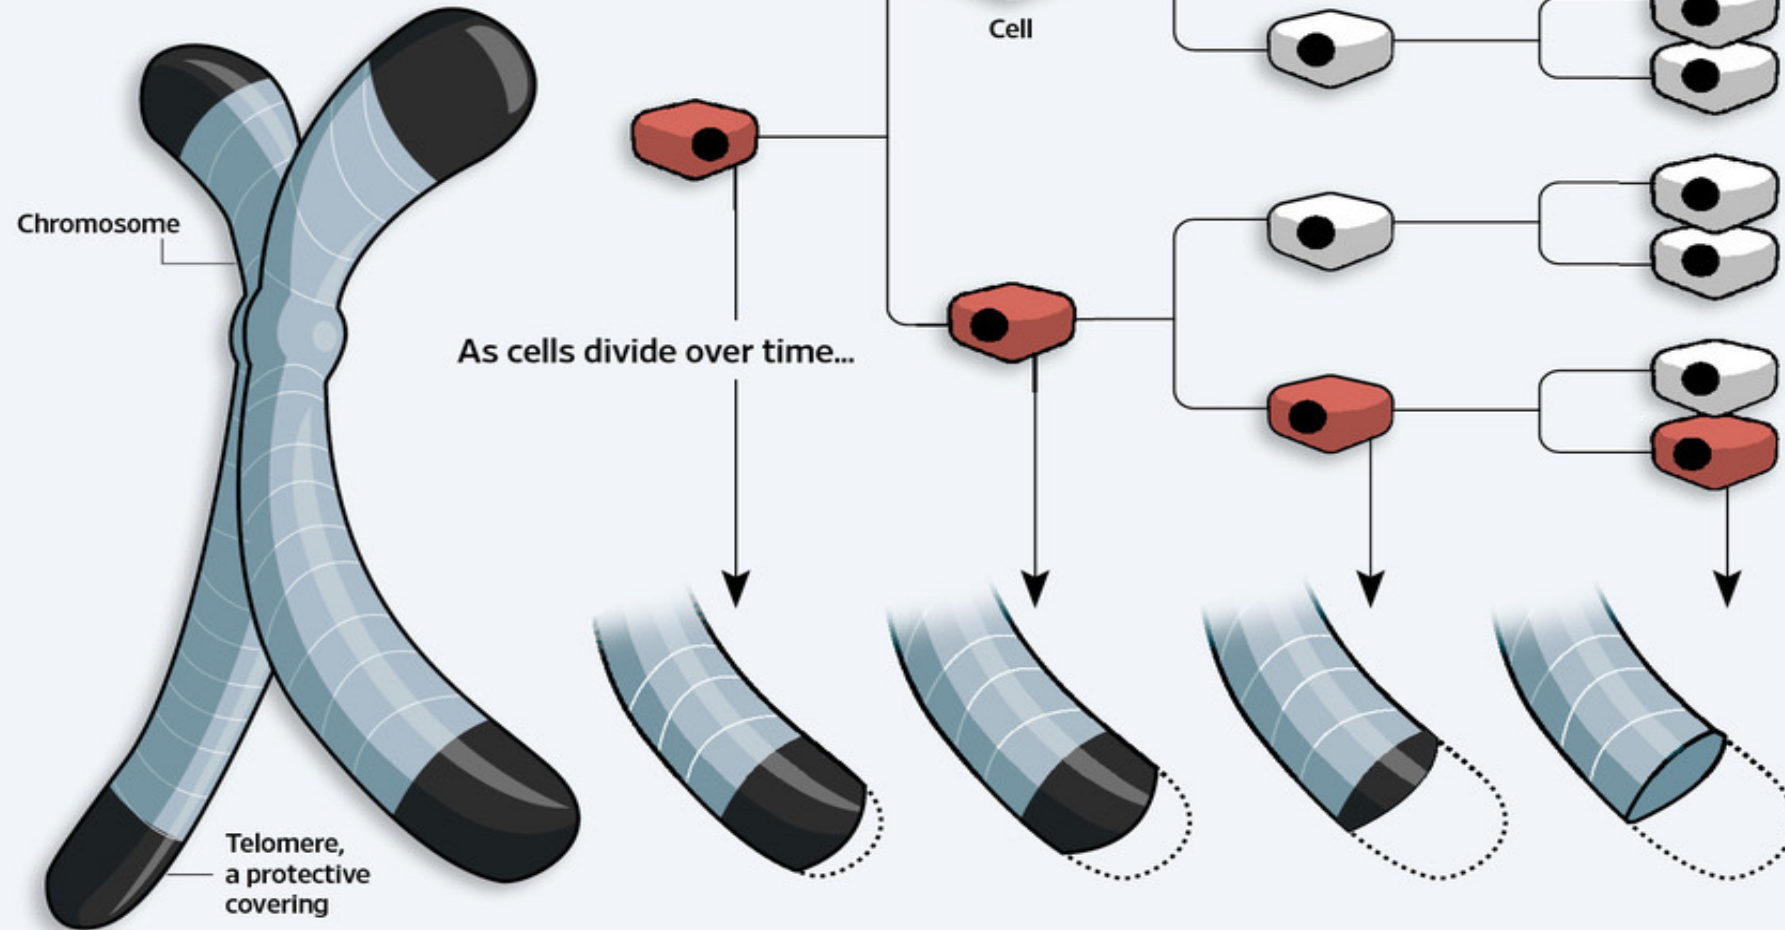 Cell
Chromosome
As cells divide over time...
Telomere,
a protective
covering